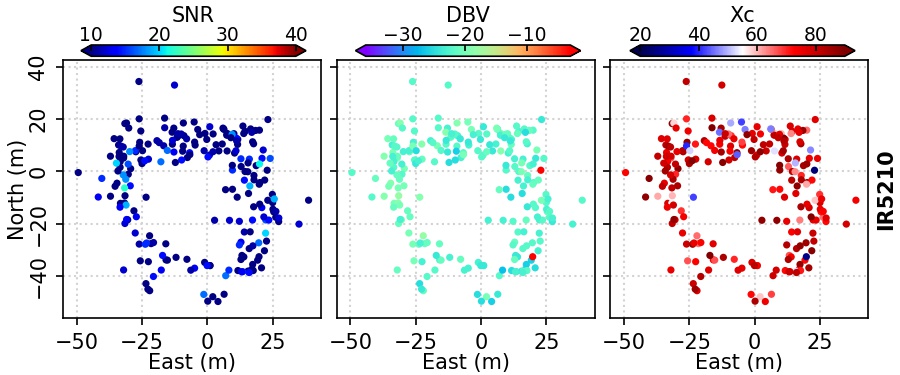 SNR DBV Xc
10 20 30 40 −30 −20 −10 20 40 60 80
40
20
0
−20
−40
North (m)
IR5210
−50 −25 0 25 −50 −25 0 25 −50 −25 0 25
East (m) East (m) East (m)